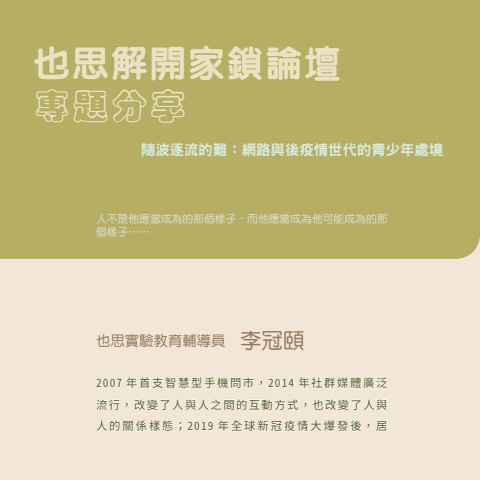 也思解開家鎖論壇
專題分享
隨波逐流的難：網路與後疫情世代的青少年處境
人不是他應當成為的那個樣子，而他應當成為他可能成為的那
個樣子⋯⋯
也思實驗教育輔導員 李冠頤
2007 年首支智慧型手機問市，2014 年社群媒體廣泛
流行，改變了人與人之間的互動方式，也改變了人與
人的關係樣態；2019 年全球新冠疫情大爆發後，居